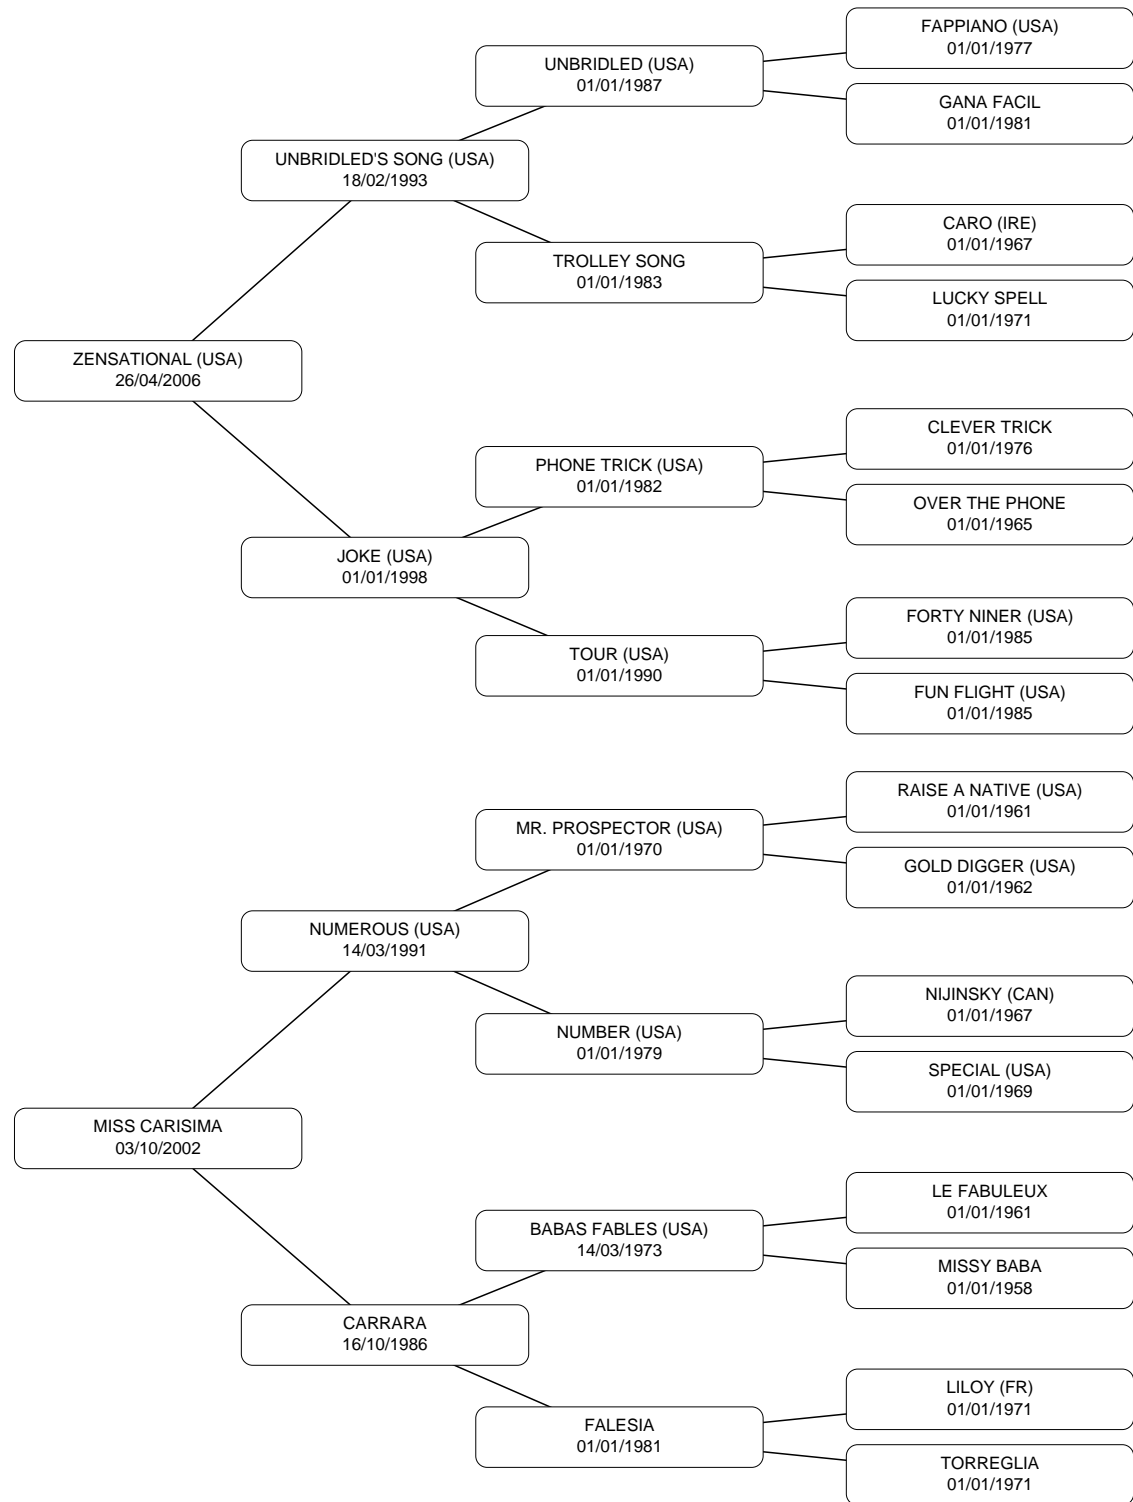 FAPPIANO (USA)
01/01/1977
UNBRIDLED (USA)
01/01/1987
GANA FACIL
01/01/1981
UNBRIDLED'S SONG (USA)
18/02/1993
CARO (IRE)
01/01/1967
TROLLEY SONG
01/01/1983
LUCKY SPELL
01/01/1971
ZENSATIONAL (USA)
26/04/2006
CLEVER TRICK
01/01/1976
PHONE TRICK (USA)
01/01/1982
OVER THE PHONE
01/01/1965
JOKE (USA)
01/01/1998
FORTY NINER (USA)
01/01/1985
TOUR (USA)
01/01/1990
FUN FLIGHT (USA)
01/01/1985
RAISE A NATIVE (USA)
01/01/1961
MR. PROSPECTOR (USA)
01/01/1970
GOLD DIGGER (USA)
01/01/1962
NUMEROUS (USA)
14/03/1991
NIJINSKY (CAN)
01/01/1967
NUMBER (USA)
01/01/1979
SPECIAL (USA)
01/01/1969
MISS CARISIMA
03/10/2002
LE FABULEUX
01/01/1961
BABAS FABLES (USA)
14/03/1973
MISSY BABA
01/01/1958
CARRARA
16/10/1986
LILOY (FR)
01/01/1971
FALESIA
01/01/1981
TORREGLIA
01/01/1971